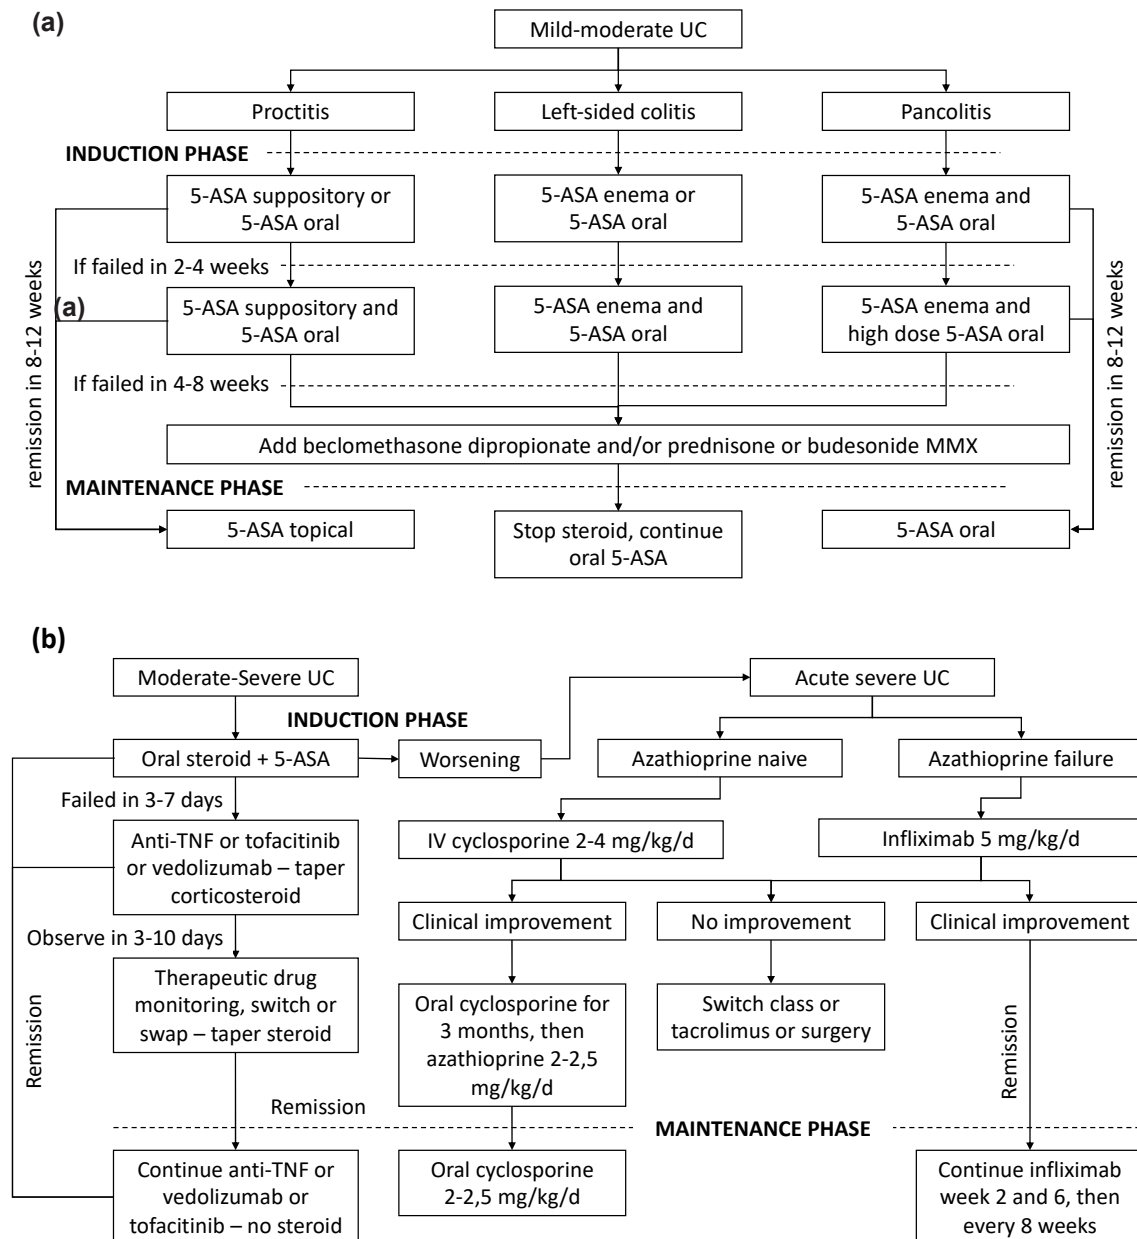 (a)
Mild-moderate UC
Proctitis
Left-sided colitis
Pancolitis
INDUCTION PHASE
5-ASA suppository or
5-ASA oral
5-ASA enema or
5-ASA oral
5-ASA enema and
5-ASA oral
If failed in 2-4 weeks
(a)
5-ASA suppository and
5-ASA oral
5-ASA enema and
5-ASA oral
5-ASA enema and
high dose 5-ASA oral
remission in 8-12 weeks
remission in 8-12 weeks
If failed in 4-8 weeks
Add beclomethasone dipropionate and/or prednisone or budesonide MMX
MAINTENANCE PHASE
5-ASA topical
Stop steroid, continue
oral 5-ASA
5-ASA oral
(b)
Moderate-Severe UC
Acute severe UC
INDUCTION PHASE
Oral steroid + 5-ASA
Worsening
Azathioprine naive
Azathioprine failure
Failed in 3-7 days
Anti-TNF or tofacitinib
or vedolizumab – taper
corticosteroid
IV cyclosporine 2-4 mg/kg/d
Infliximab 5 mg/kg/d
Clinical improvement
No improvement
Clinical improvement
Observe in 3-10 days
Therapeutic drug
monitoring, switch or
swap – taper steroid
Oral cyclosporine for
3 months, then
azathioprine 2-2,5
mg/kg/d
Switch class or
tacrolimus or surgery
Remission
Remission
Remission
MAINTENANCE PHASE
Continue anti-TNF or
vedolizumab or
tofacitinib – no steroid
Oral cyclosporine
2-2,5 mg/kg/d
Continue infliximab
week 2 and 6, then
every 8 weeks